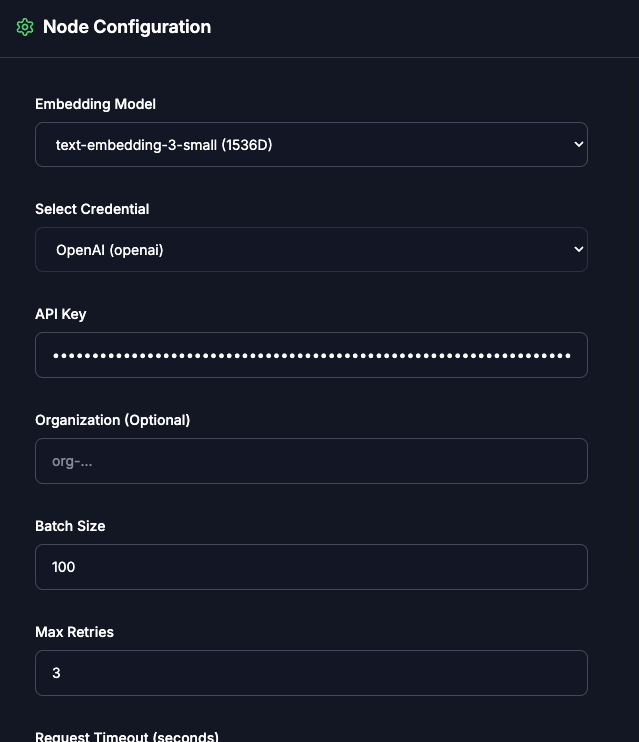 Node Configuration
Embedding Model
text-embedding-3-small (1536D)
Select Credential
OpenAI (openai)
API Key
Organization (Optional)
org-...
Batch Size
100
Max Retries
3
Request Timeout (seconds)